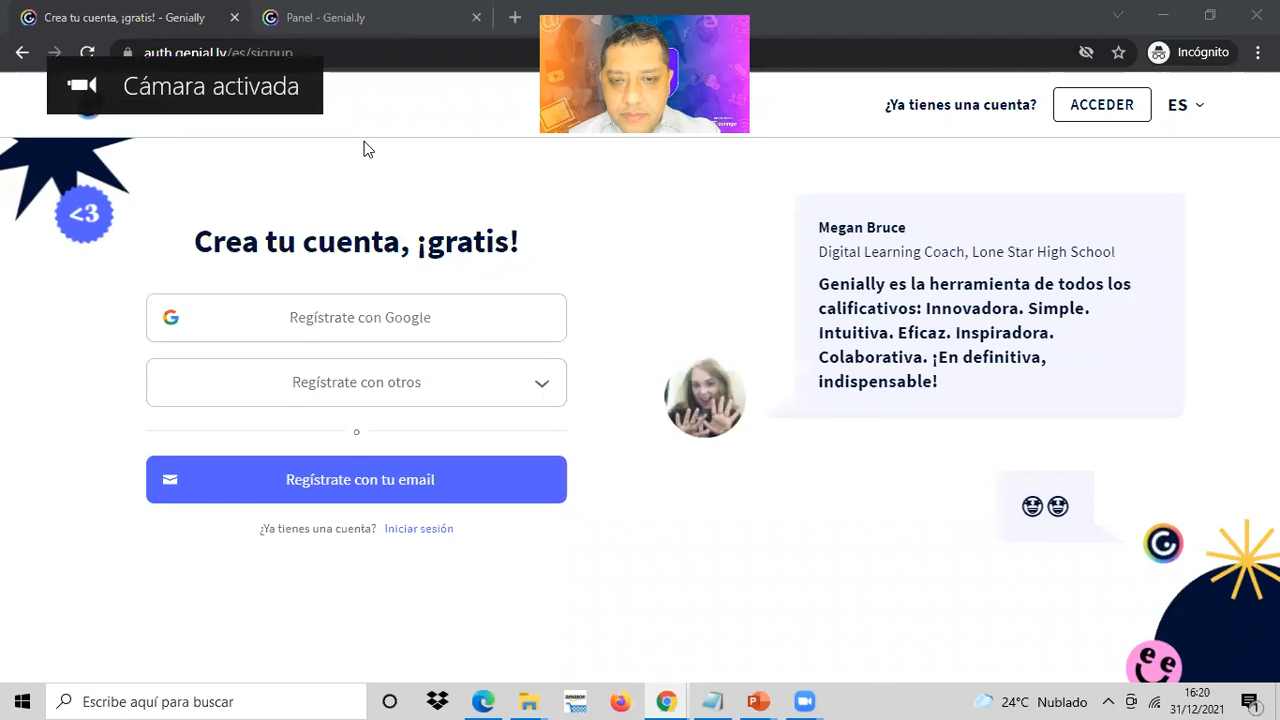 Crea tu cuenta, ¡gratis! - Genially
Panel - Genial.ly
auth.genial.ly/es/signup
Incógnito
Cámara activada
¿Ya tienes una cuenta?
ACCEDER
ES
<3
Crea tu cuenta, ¡gratis!
Regístrate con Google
Regístrate con otros
o
Regístrate con tu email
¿Ya tienes una cuenta? Iniciar sesión
Megan Bruce
Digital Learning Coach, Lone Star High School
Genially es la herramienta de todos los
calificativos: Innovadora. Simple.
Intuitiva. Eficaz. Inspiradora.
Colaborativa. ¡En definitiva,
indispensable!
Escribe aquí para buscar
amazon
24°C Nublado
16:20
31/12/2021
1